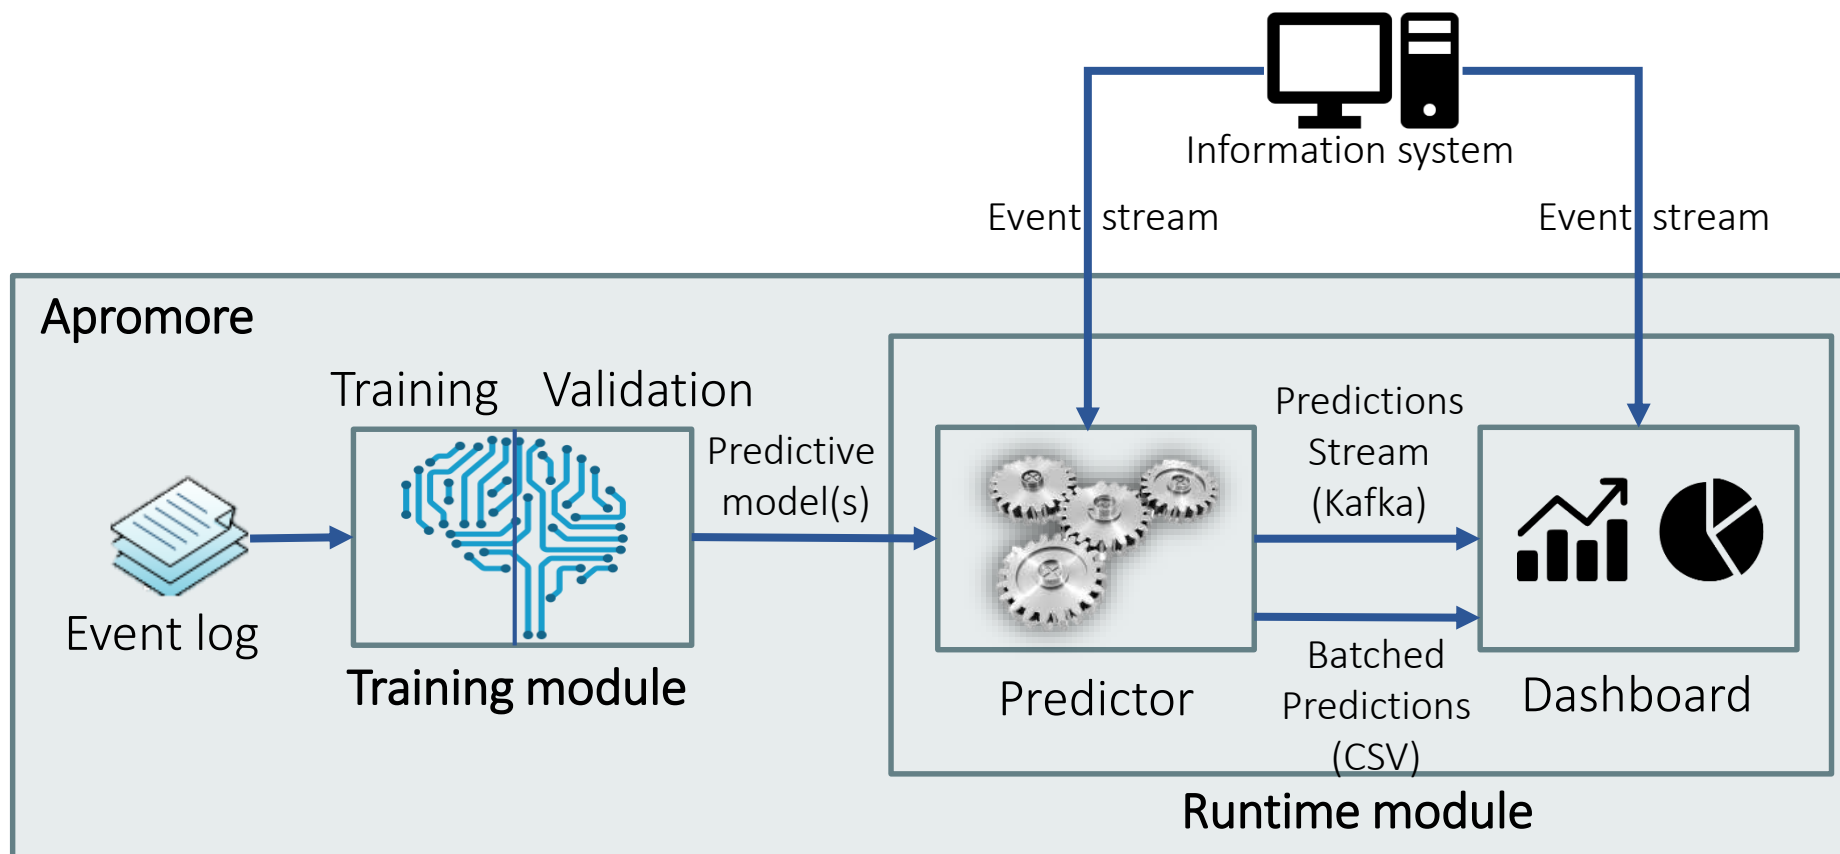 Information system
Event stream
Event stream
Apromore
Training
Validation
Predictive
model(s)
Predictions
Stream
(Kafka)
Event log
Training module
Predictor
Batched
Predictions
(CSV)
Dashboard
Runtime module